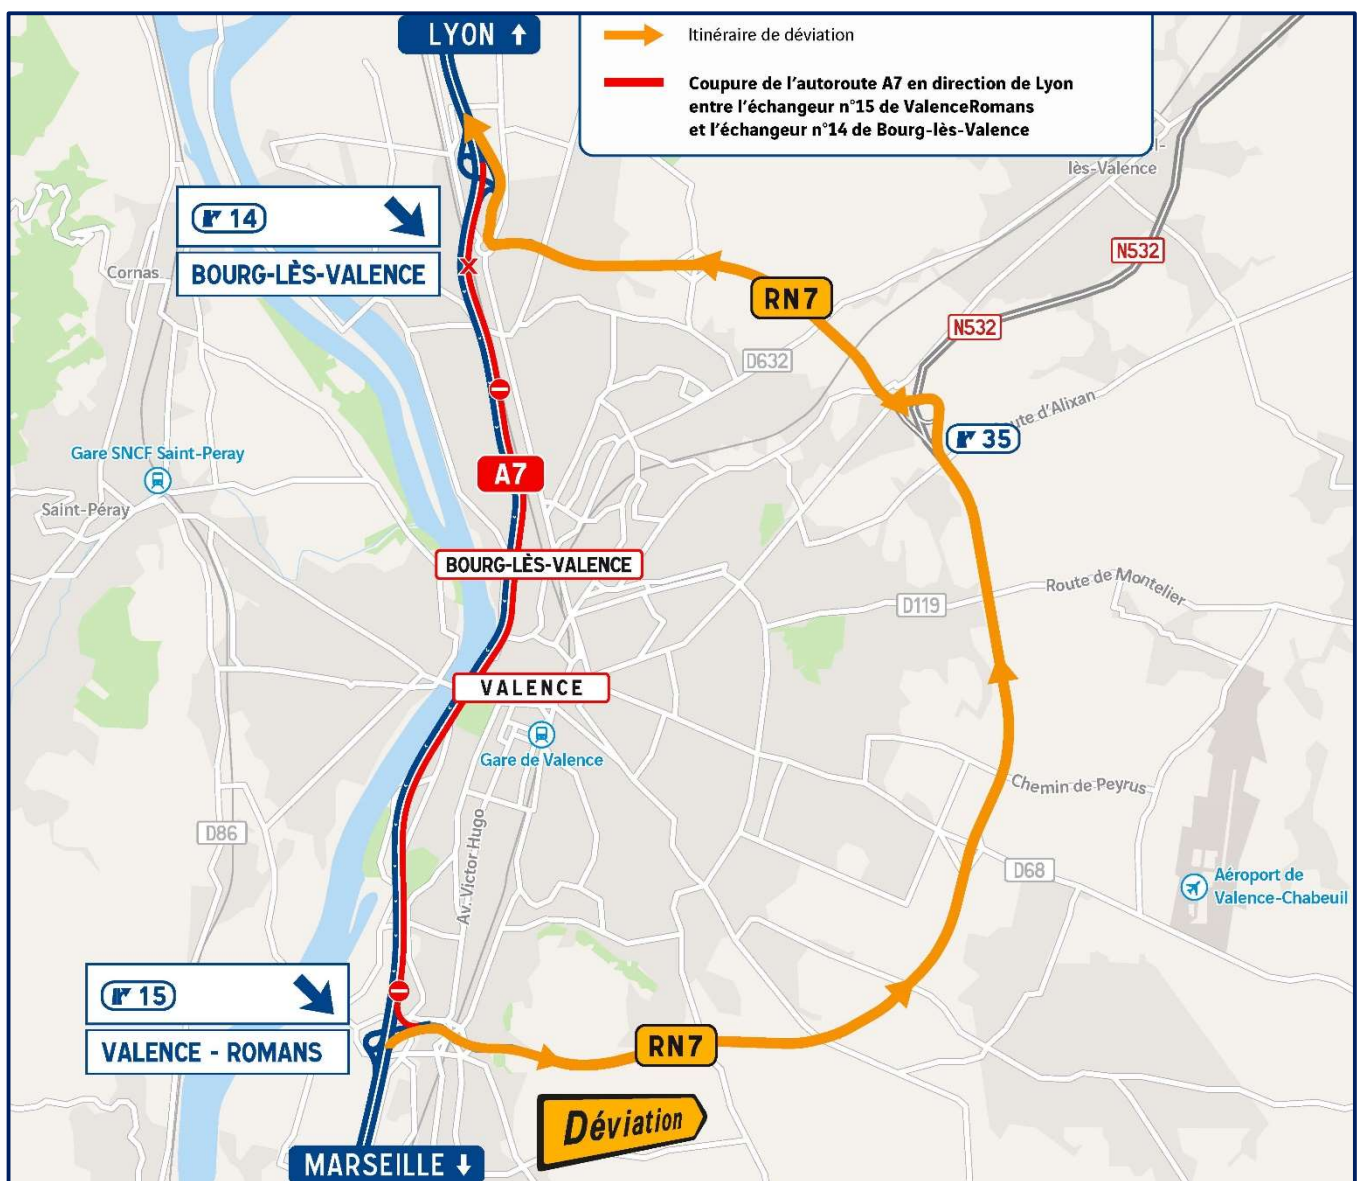 LYON ↑
Itinéraire de déviation
Coupure de l'autoroute A7 en direction de Lyon
entre l'échangeur n°15 de ValenceRomans
et l'échangeur n°14 de Bourg-lès-Valence
lès-Valence
14
BOURG-LÈS-VALENCE
Cornas
N532
RN7
N532
D632
Route d'Alixan
35
Gare SNCF Saint-Peray
Saint-Péray
A7
BOURG-LÈS-VALENCE
D119
Route de Montelier
VALENCE
Gare de Valence
Chemin de Peyrus
D86
Av. Victor Hugo
D68
Aéroport de
Valence-Chabeuil
15
VALENCE - ROMANS
RN7
Déviation
MARSEILLE ↓